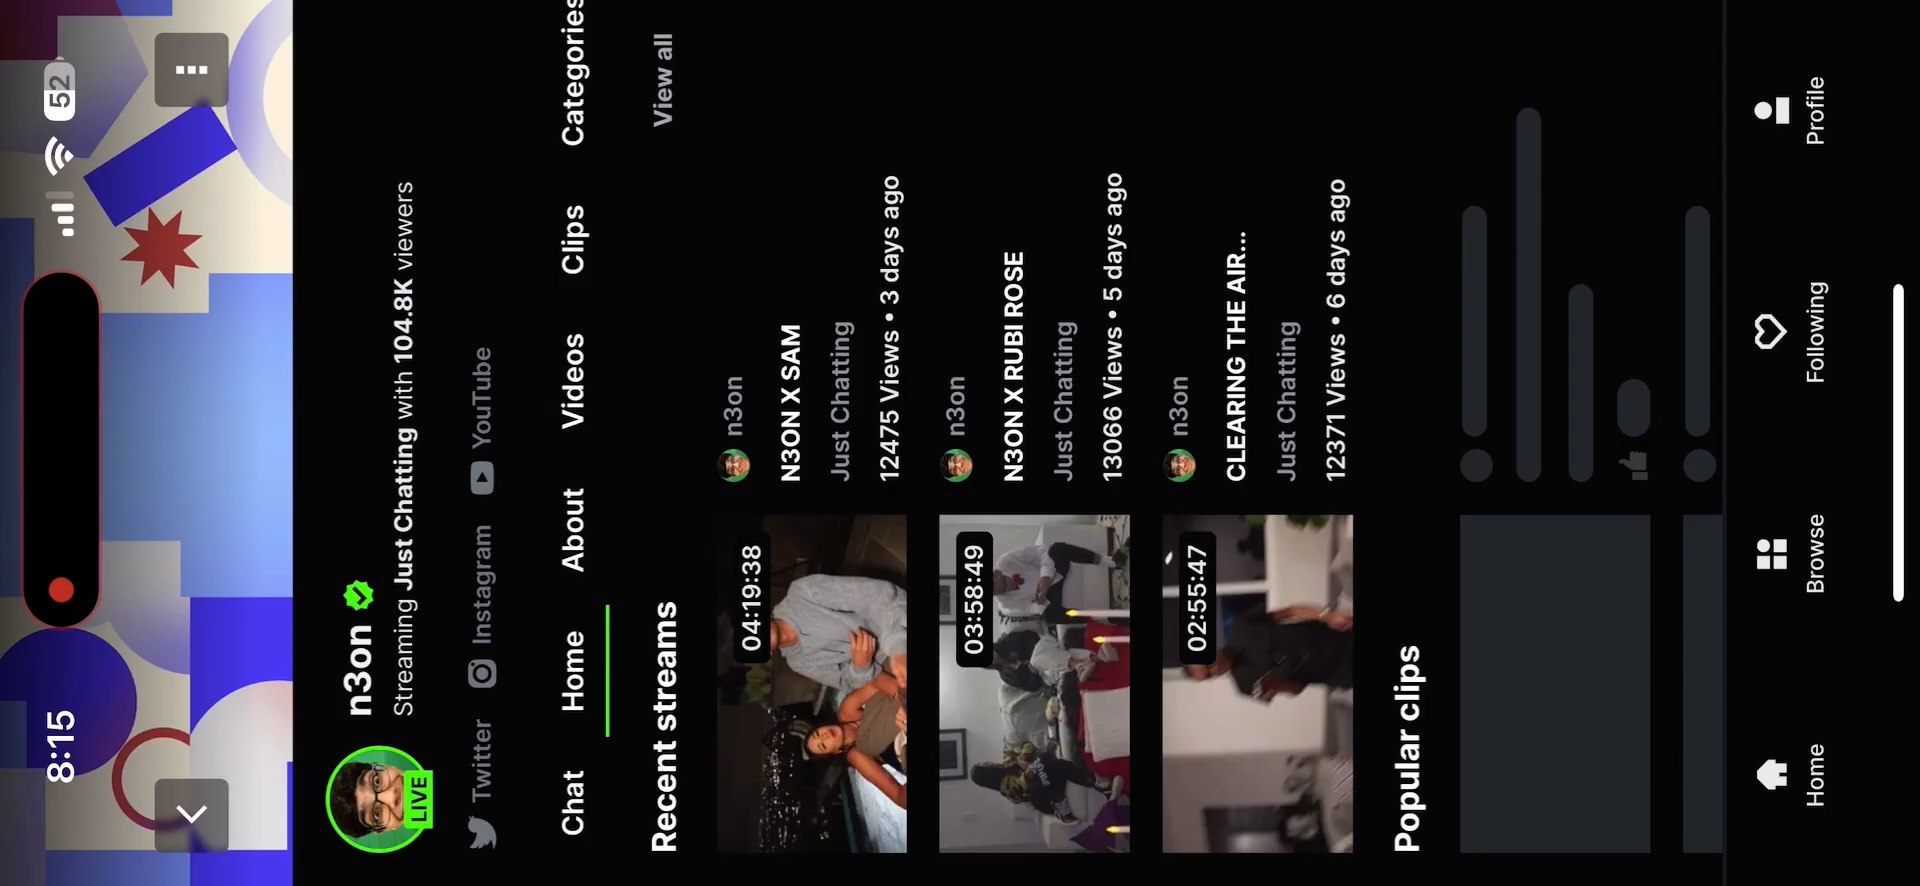 8:15
52
n3on
Streaming Just Chatting with 104.8K viewers
LIVE
Twitter Instagram YouTube
Chat Home About Videos Clips Categories
Recent streams View all
04:19:38
n3on
N3ON X SAM
Just Chatting
12475 Views • 3 days ago
03:58:49
n3on
N3ON X RUBI ROSE
Just Chatting
13066 Views • 5 days ago
02:55:47
n3on
CLEARING THE AIR...
Just Chatting
12371 Views • 6 days ago
Popular clips
Home Browse Following Profile